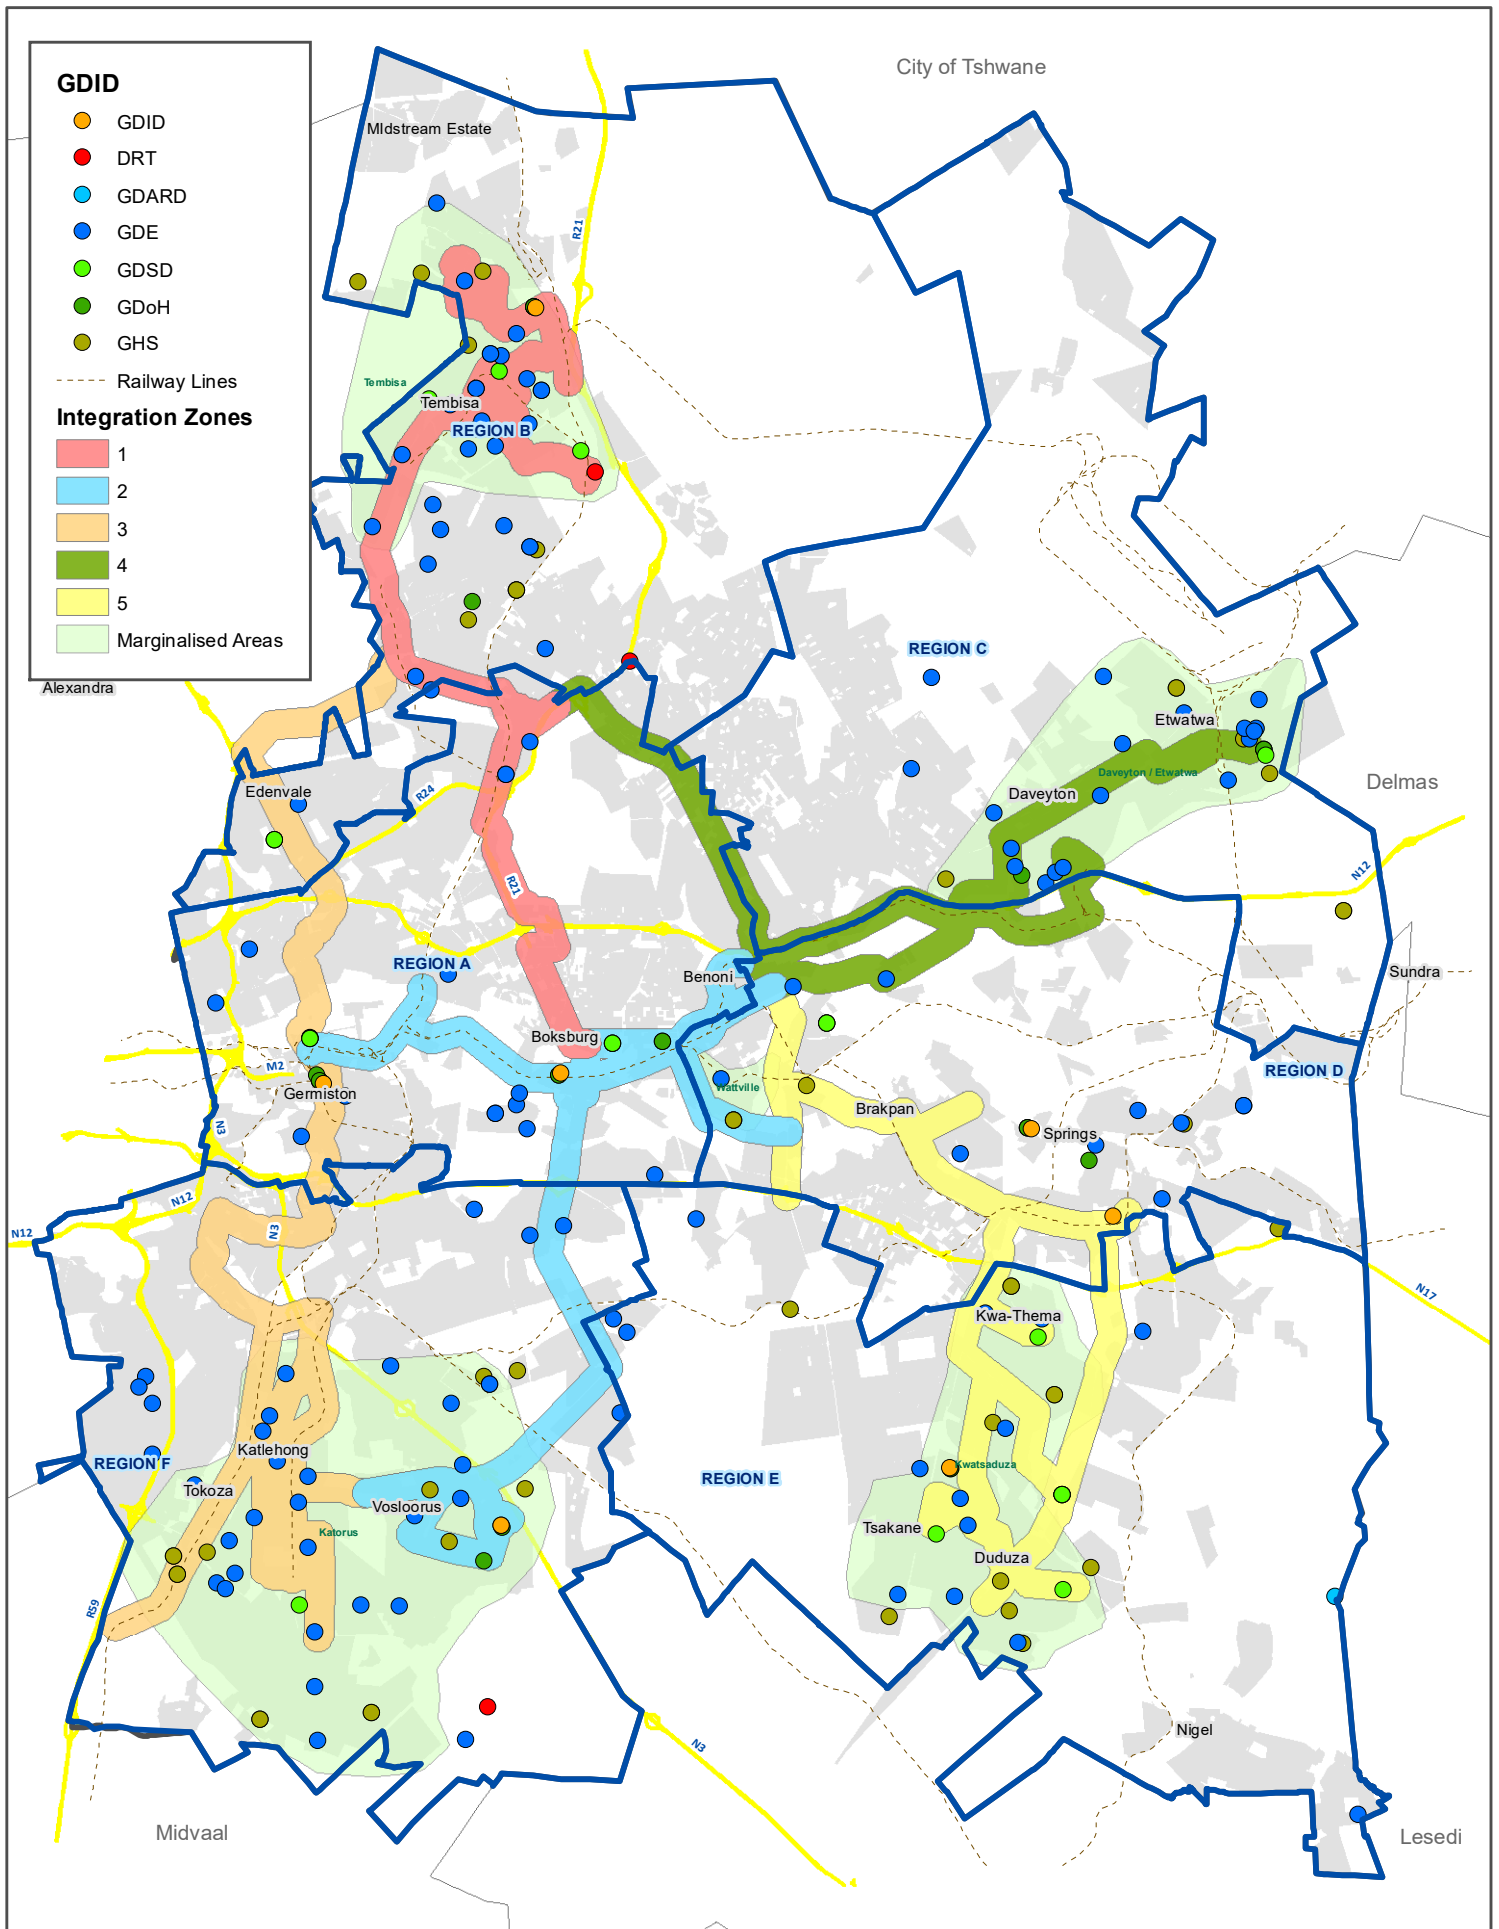 City of Tshwane
GDID
GDID
DRT
GDARD
GDE
GDSD
GDoH
GHS
Railway Lines
Integration Zones
1
2
3
4
5
Marginalised Areas
MIdstream Estate
R21
Tembisa
Tembisa
REGION B
Alexandra
REGION C
Etwatwa
Daveyton / Etwatwa
Daveyton
Delmas
Edenvale
R24
R21
N12
REGION A
Benoni
Sundra
Boksburg
M2
Germiston
Wattville
REGION D
Brakpan
Springs
N3
N12
N12
N3
N17
Kwa-Thema
Katlehong
REGION F
Tokoza
Vosloorus
REGION E
Kwatsaduza
Katorus
Tsakane
Duduza
R59
N3
Nigel
Midvaal
Lesedi